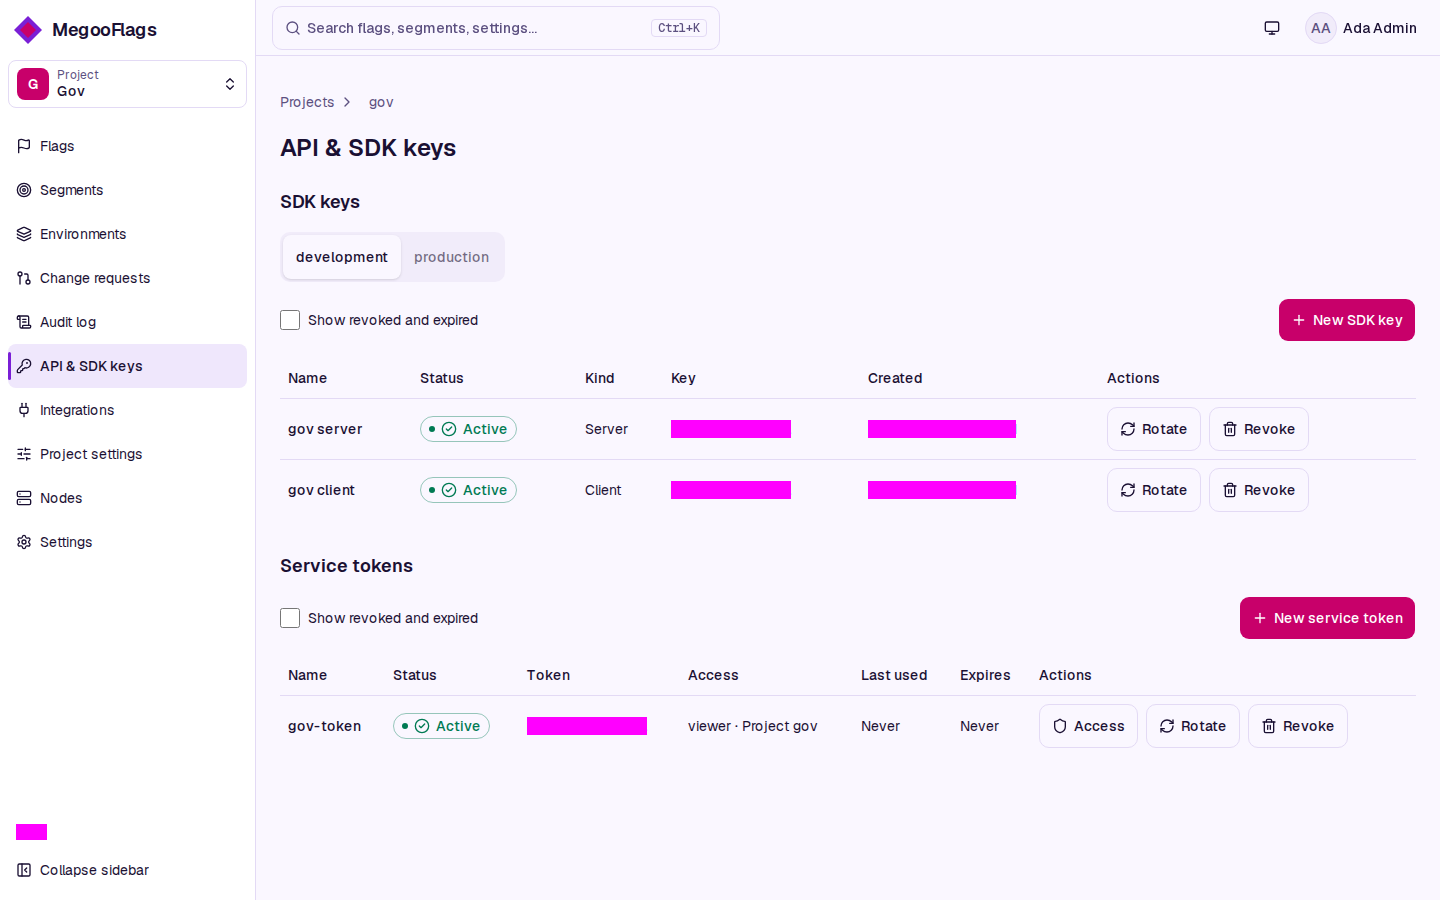 MegooFlags
Search flags, segments, settings...
Ctrl+K
AA
Ada Admin
G
Project
Gov
Flags
Segments
Environments
Change requests
Audit log
API & SDK keys
Integrations
Project settings
Nodes
Settings
Collapse sidebar
Projects
gov
API & SDK keys
SDK keys
development production
Show revoked and expired
New SDK key
Name Status Kind Key Created Actions
gov server Active Server Rotate Revoke
gov client Active Client Rotate Revoke
Service tokens
Show revoked and expired
New service token
Name Status Token Access Last used Expires Actions
gov-token Active viewer · Project gov Never Never Access Rotate Revoke